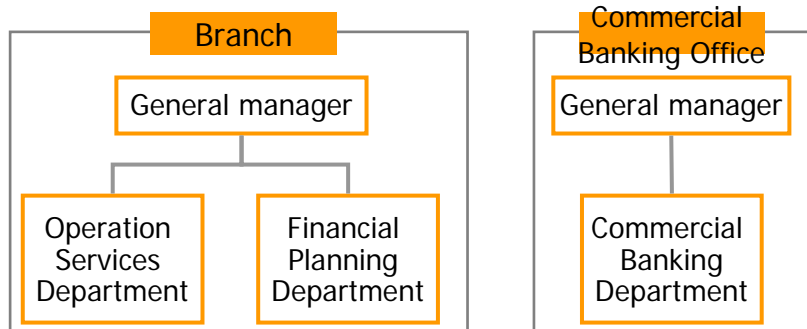 Branch
General manager
Operation
Services
Department
Financial
Planning
Department
Commercial
Banking Office
General manager
Commercial
Banking
Department